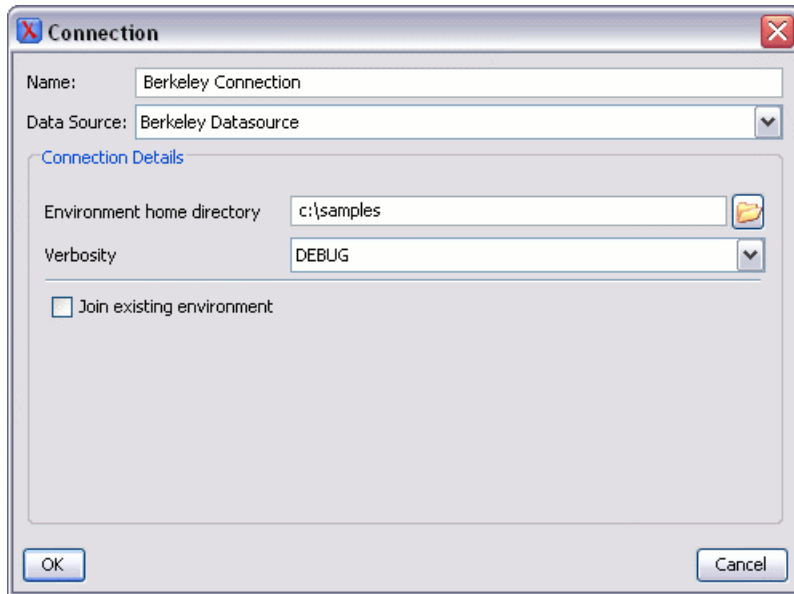 Connection
Name: Berkeley Connection
Data Source: Berkeley Datasource
Connection Details
Environment home directory c:\samples
Verbosity DEBUG
Join existing environment
OK Cancel